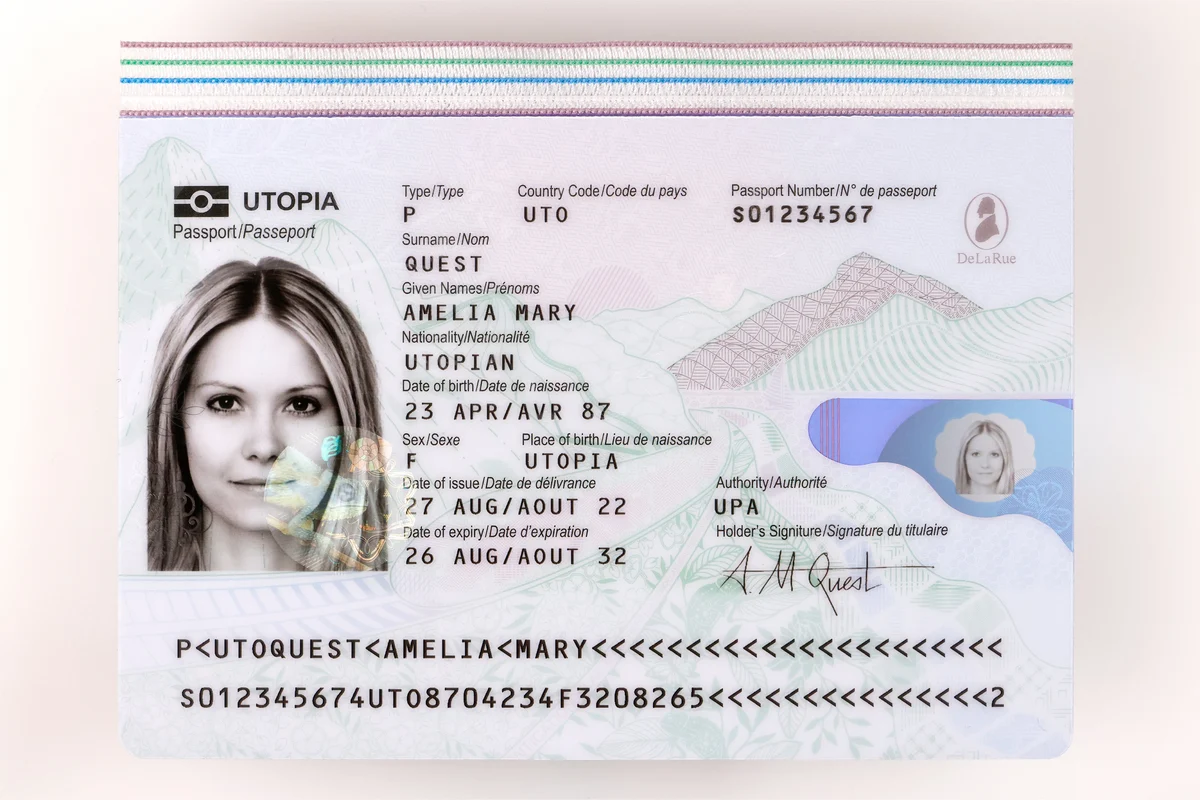 UTOPIA
Passport/Passeport
Type/Type Country Code/Code du pays Passport Number/N° de passeport
P UTO S01234567
DeLaRue
Surname/Nom
QUEST
Given Names/Prénoms
AMELIA MARY
Nationality/Nationalité
UTOPIAN
Date of birth/Date de naissance
23 APR/AVR 87
Sex/Sexe Place of birth/Lieu de naissance
F UTOPIA
Date of issue/Date de délivrance Authority/Authorité
27 AUG/AOUT 22 UPA
Date of expiry/Date d'expiration Holder's Signiture/Signature du titulaire
26 AUG/AOUT 32 A. M Quest
P<UTOQUEST<AMELIA<MARY<<<<<<<<<<<<<<<<<<<<<
S012345674UTO8704234F3208265<<<<<<<<<<<<<<<2